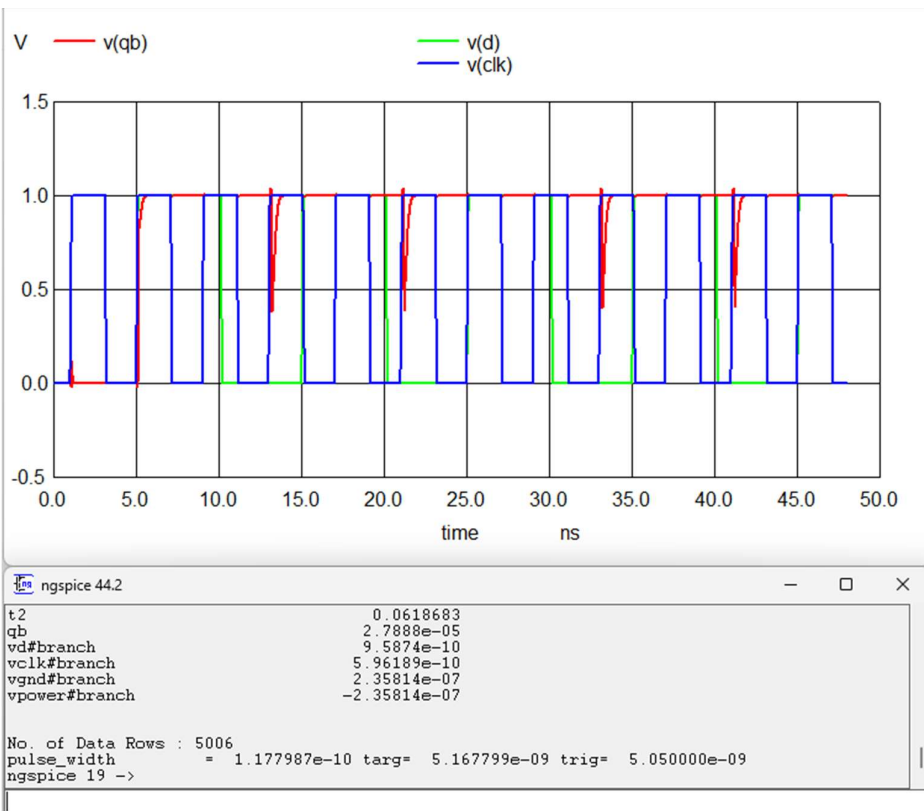 V v(qb) v(d)
v(clk)
1.5
1.0
0.5
0.0
-0.5
0.0 5.0 10.0 15.0 20.0 25.0 30.0 35.0 40.0 45.0 50.0
time ns
ngspice 44.2
t2 0.0618683
qb 2.7888e-05
vd#branch 9.5874e-10
vclk#branch 5.96189e-10
vgnd#branch 2.35814e-07
vpower#branch -2.35814e-07
No. of Data Rows : 5006
pulse_width = 1.177987e-10 targ= 5.167799e-09 trig= 5.050000e-09
ngspice 19 ->